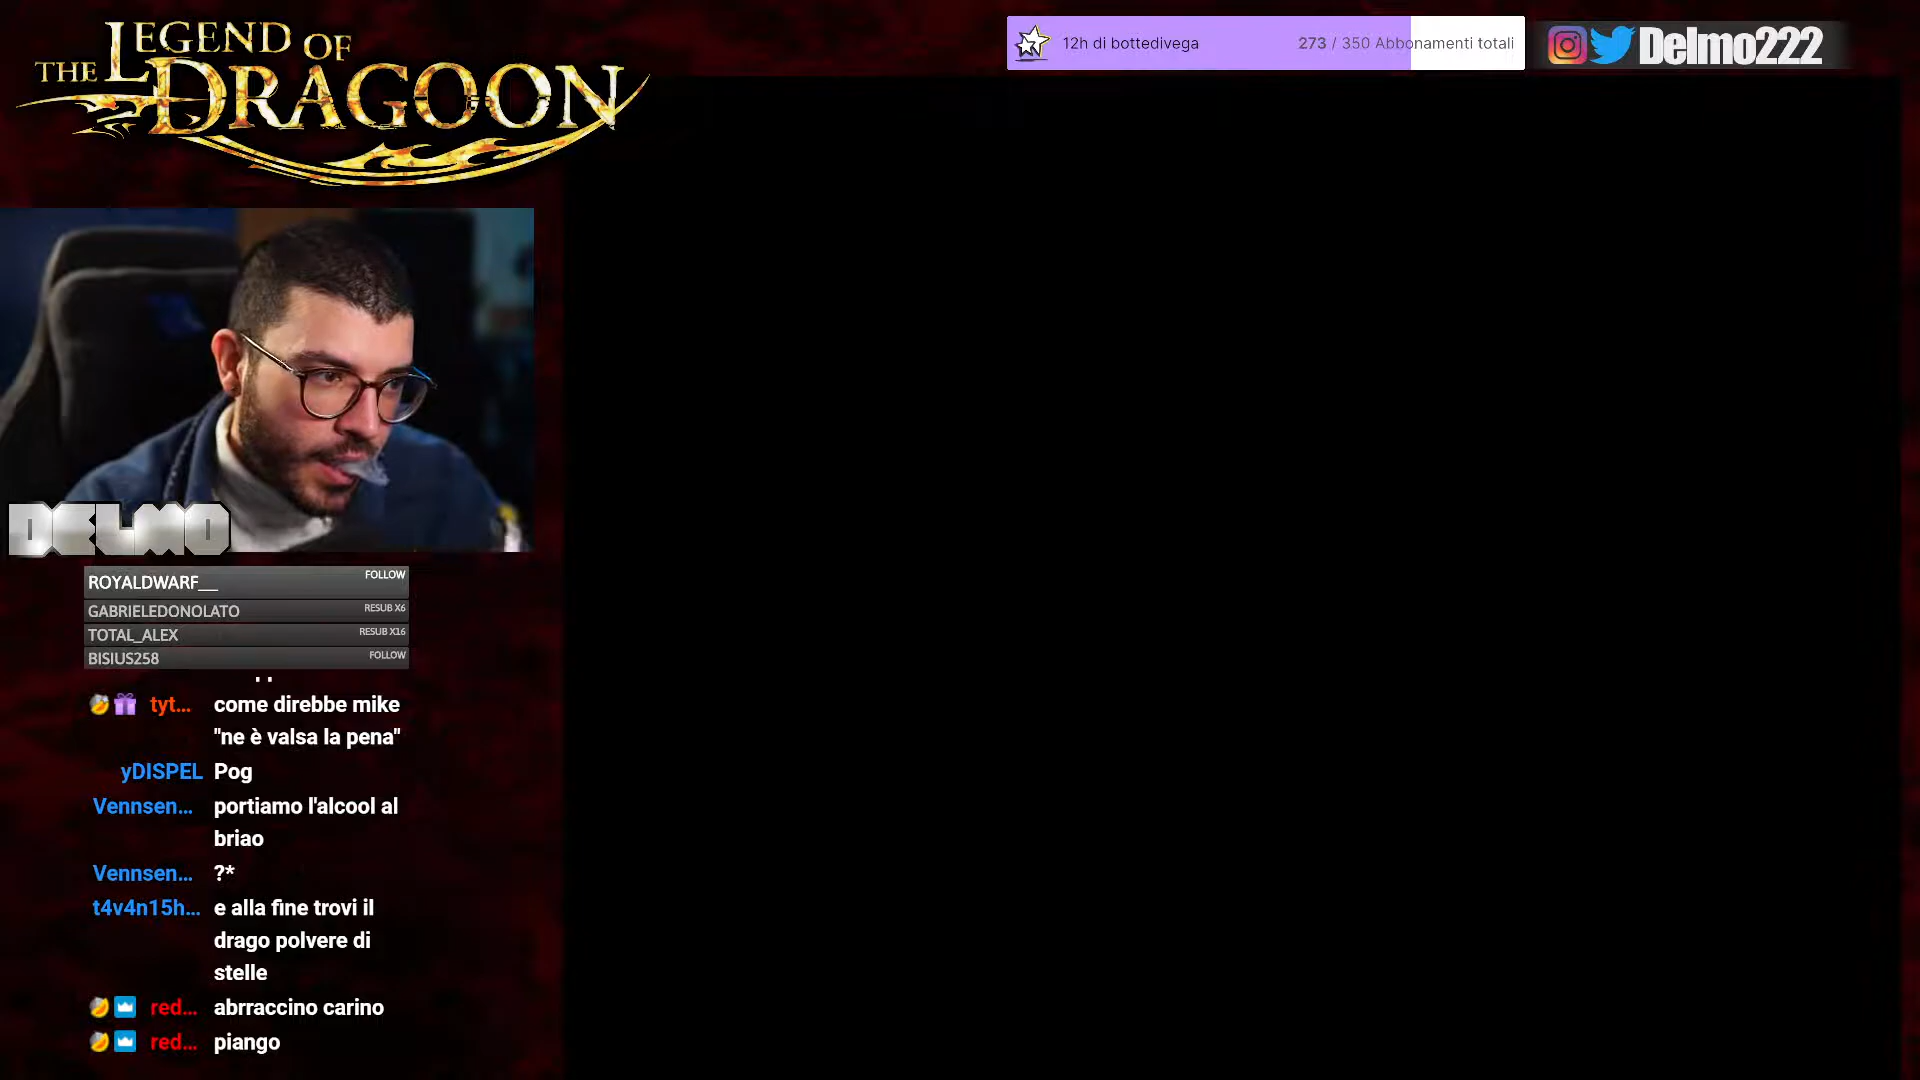 THE LEGEND OF
DRAGOON
12h di bottedivega
273 / 350 Abbonamenti totali
Delmo222
DELMO
ROYALDWARF__ FOLLOW
GABRIELEDONOLATO RESUB X6
TOTAL_ALEX RESUB X16
BISIUS258 FOLLOW
tyt... come direbbe mike
"ne è valsa la pena"
yDISPEL Pog
Vennsen... portiamo l'alcool al
briao
Vennsen... ?*
t4v4n15h... e alla fine trovi il
drago polvere di
stelle
red... abrraccino carino
red... piango